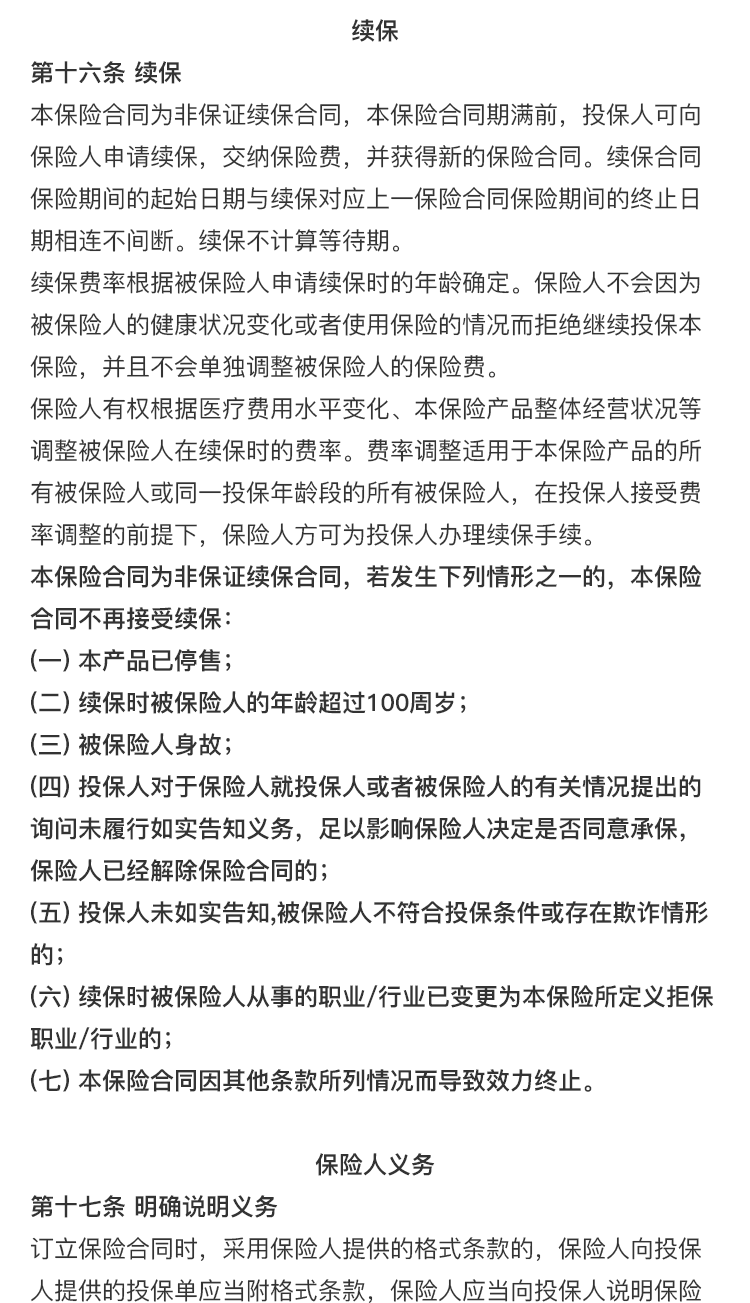 续保
第十六条 续保
本保险合同为非保证续保合同，本保险合同期满前，投保人可向
保险人申请续保，交纳保险费，并获得新的保险合同。续保合同
保险期间的起始日期与续保对应上一保险合同保险期间的终止日
期相连不间断。续保不计算等待期。
续保费率根据被保险人申请续保时的年龄确定。保险人不会因为
被保险人的健康状况变化或者使用保险的情况而拒绝继续投保本
保险，并且不会单独调整被保险人的保险费。
保险人有权根据医疗费用水平变化、本保险产品整体经营状况等
调整被保险人在续保时的费率。费率调整适用于本保险产品的所
有被保险人或同一投保年龄段的所有被保险人，在投保人接受费
率调整的前提下，保险人方可为投保人办理续保手续。
本保险合同为非保证续保合同，若发生下列情形之一的，本保险
合同不再接受续保：
(一) 本产品已停售；
(二) 续保时被保险人的年龄超过100周岁；
(三) 被保险人身故；
(四) 投保人对于保险人就投保人或者被保险人的有关情况提出的
询问未履行如实告知义务，足以影响保险人决定是否同意承保，
保险人已经解除保险合同的；
(五) 投保人未如实告知,被保险人不符合投保条件或存在欺诈情形
的；
(六) 续保时被保险人从事的职业/行业已变更为本保险所定义拒保
职业/行业的；
(七) 本保险合同因其他条款所列情况而导致效力终止。
保险人义务
第十七条 明确说明义务
订立保险合同时，采用保险人提供的格式条款的，保险人向投保
人提供的投保单应当附格式条款，保险人应当向投保人说明保险